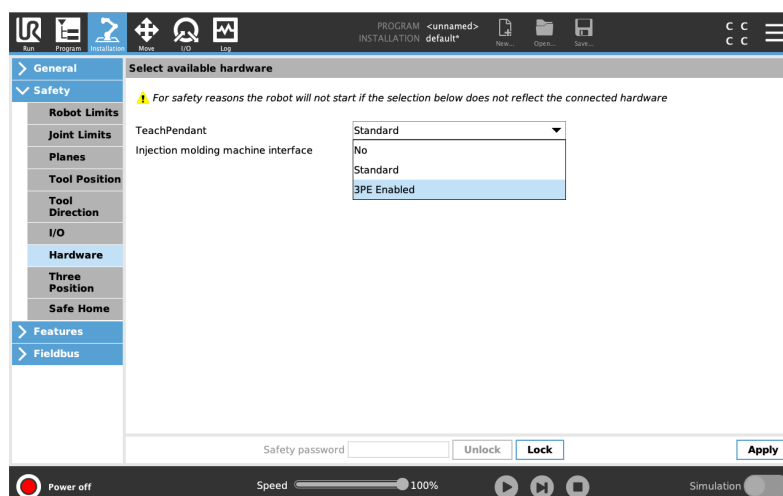 PROGRAM <unnamed>
INSTALLATION default*
UR
Run
Program
Installation
Move
I/O
Log
New...
Open...
Save...
C C
C C
General
Select available hardware
Safety
For safety reasons the robot will not start if the selection below does not reflect the connected hardware
Robot Limits
Joint Limits
Planes
Tool Position
Tool
Direction
I/O
Hardware
Three
Position
Safe Home
Features
Fieldbus
TeachPendant
Standard
Injection molding machine interface
No
Standard
3PE Enabled
Safety password
Unlock
Lock
Apply
Power off
Speed
100%
Simulation